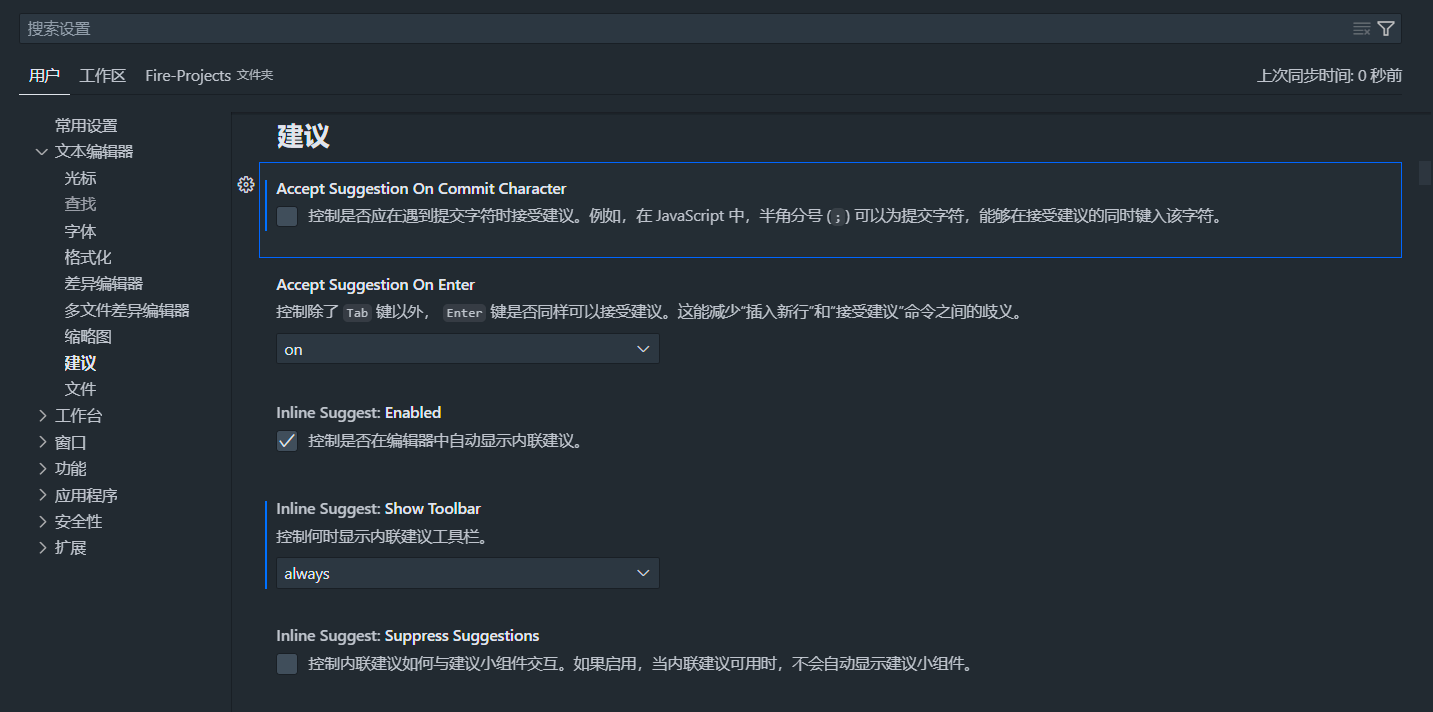 搜索设置
用户 工作区 Fire-Projects 文件夹 上次同步时间: 0 秒前
常用设置
文本编辑器
光标
查找
字体
格式化
差异编辑器
多文件差异编辑器
缩略图
建议
文件
工作台
窗口
功能
应用程序
安全性
扩展
建议
Accept Suggestion On Commit Character
控制是否应在遇到提交字符时接受建议。例如，在 JavaScript 中，半角分号 (;) 可以为提交字符，能够在接受建议的同时键入该字符。
Accept Suggestion On Enter
控制除了 Tab 键以外， Enter 键是否同样可以接受建议。这能减少“插入新行”和“接受建议”命令之间的歧义。
on
Inline Suggest: Enabled
控制是否在编辑器中自动显示内联建议。
Inline Suggest: Show Toolbar
控制何时显示内联建议工具栏。
always
Inline Suggest: Suppress Suggestions
控制内联建议如何与建议小组件交互。如果启用，当内联建议可用时，不会自动显示建议小组件。